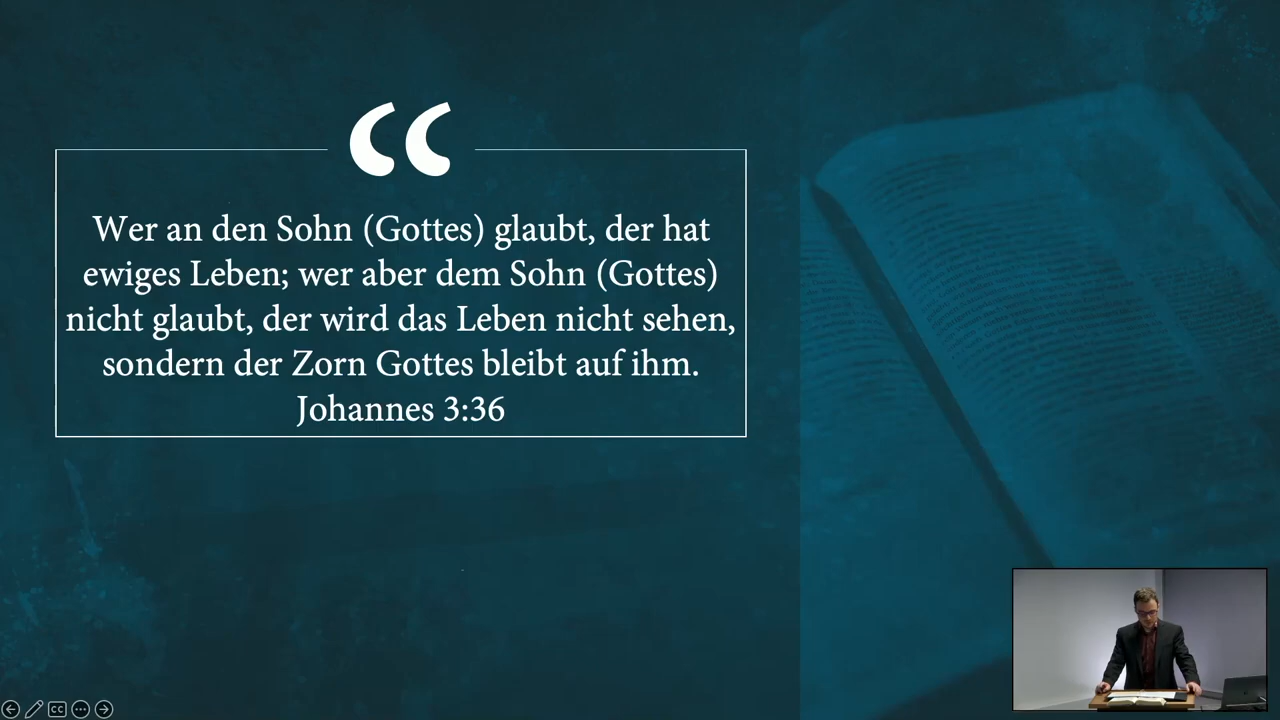 Wer an den Sohn (Gottes) glaubt, der hat
ewiges Leben; wer aber dem Sohn (Gottes)
nicht glaubt, der wird das Leben nicht sehen,
sondern der Zorn Gottes bleibt auf ihm.
Johannes 3:36
CC